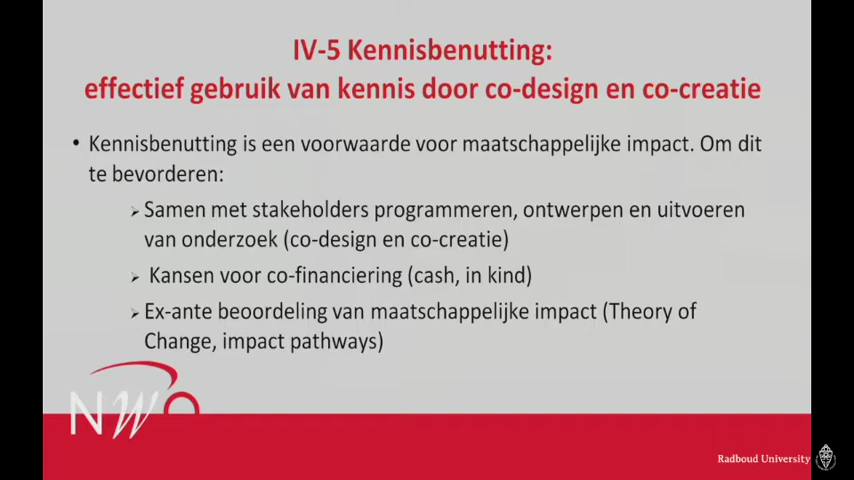 IV-5 Kennisbenutting:
effectief gebruik van kennis door co-design en co-creatie
• Kennisbenutting is een voorwaarde voor maatschappelijke impact. Om dit
te bevorderen:
➢ Samen met stakeholders programmeren, ontwerpen en uitvoeren
van onderzoek (co-design en co-creatie)
➢ Kansen voor co-financiering (cash, in kind)
➢ Ex-ante beoordeling van maatschappelijke impact (Theory of
Change, impact pathways)
NWO
Radboud University